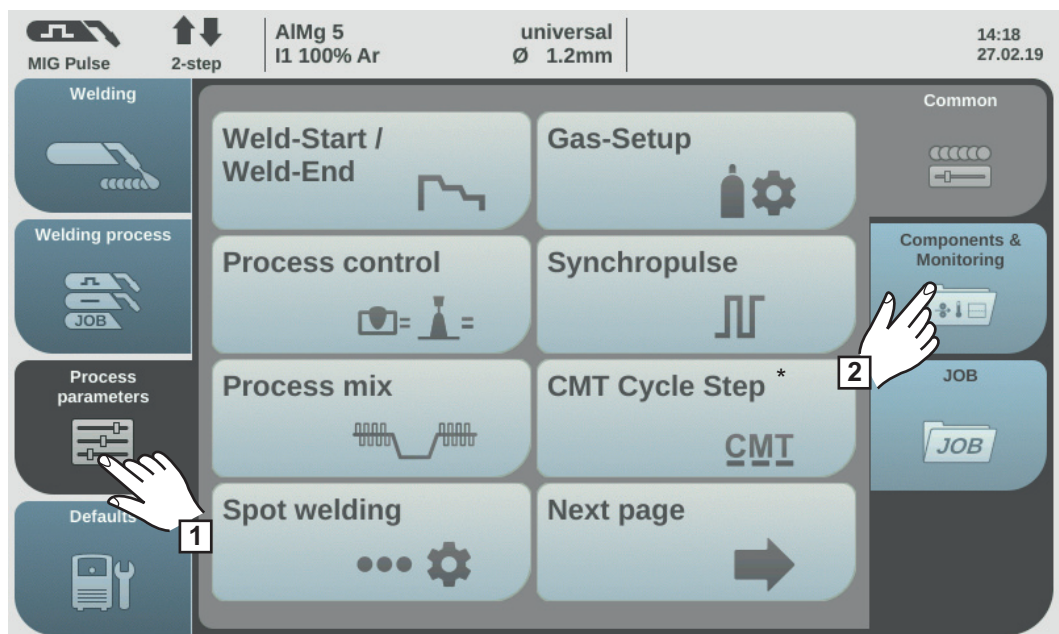 MIG Pulse
2-step
AlMg 5
I1 100% Ar
universal
Ø 1.2mm
14:18
27.02.19
Welding
Welding process
JOB
Process
parameters
Defaults
1
Weld-Start /
Weld-End
Gas-Setup
Process control
= =
Synchropulse
Process mix
CMT Cycle Step *
CMT
Spot welding
Next page
Common
Components &
Monitoring
2
JOB
JOB